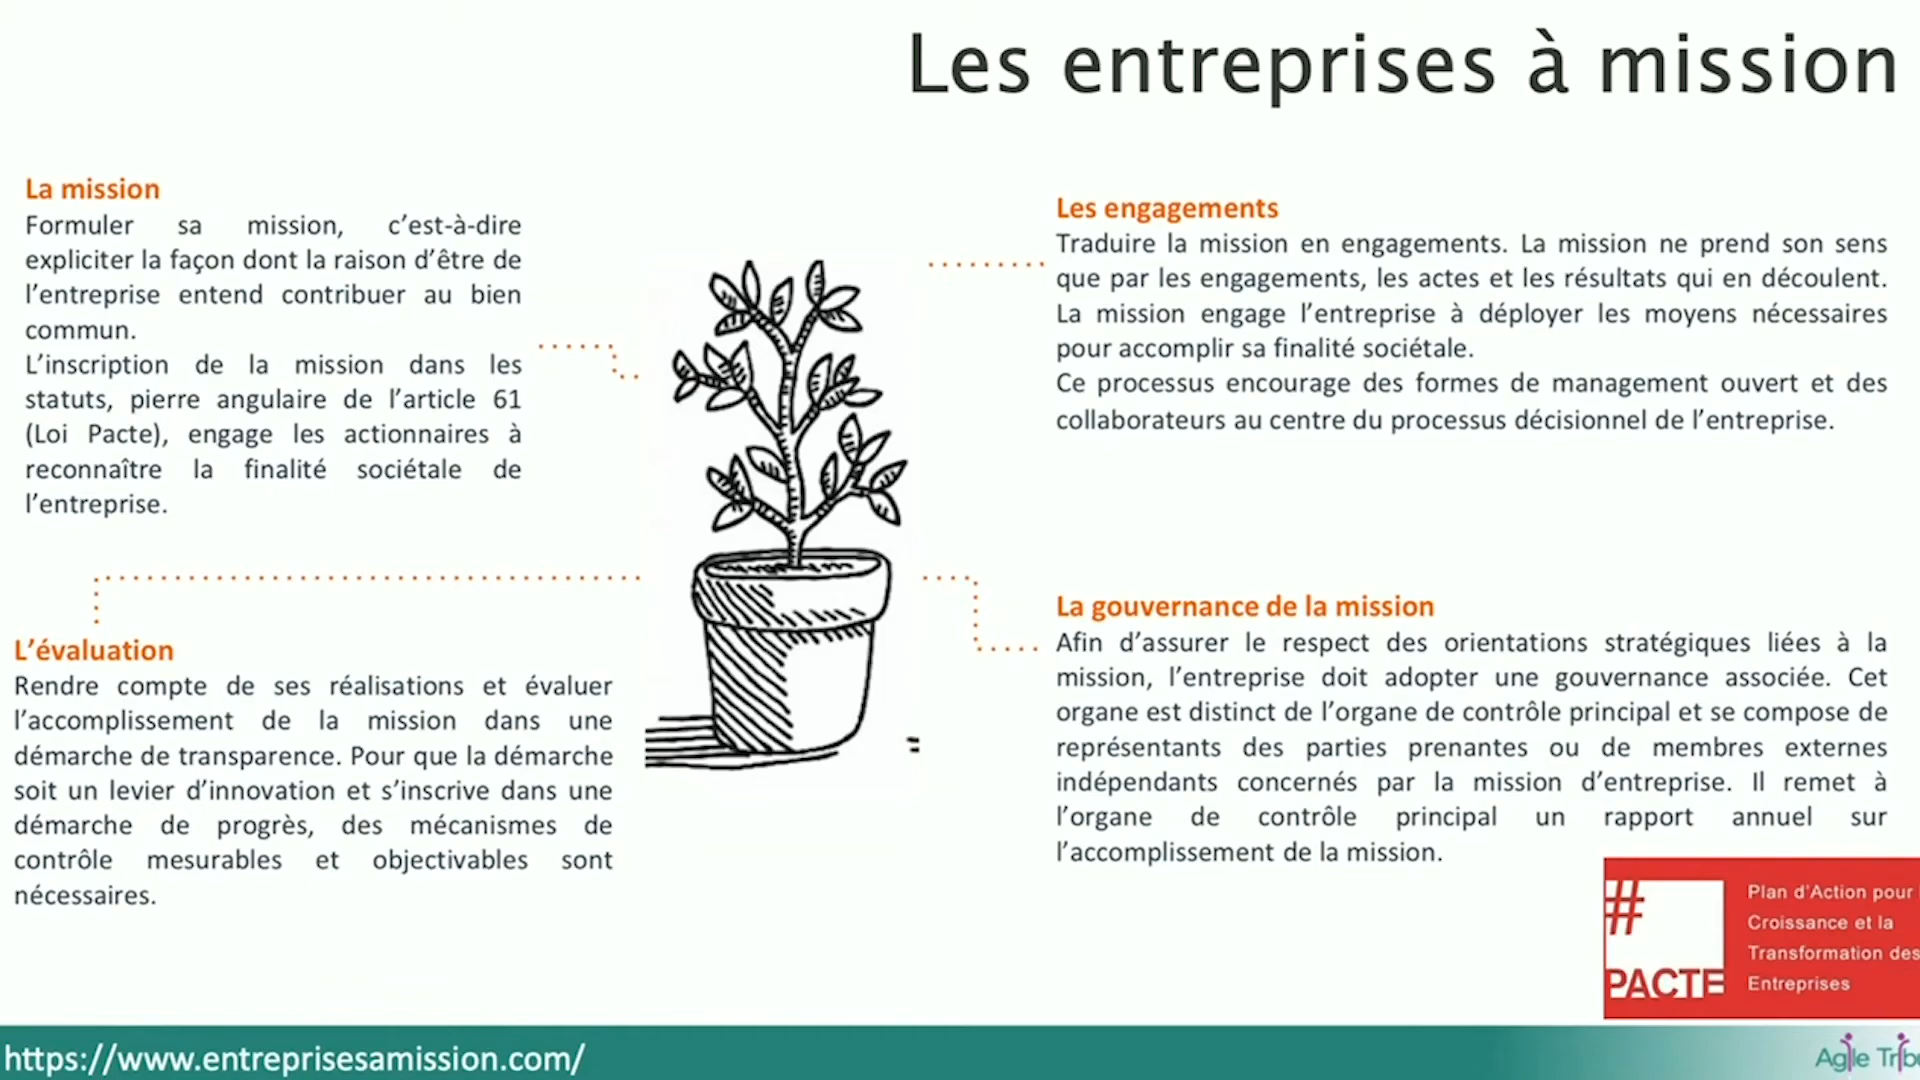 Les entreprises à mission
La mission
Formuler sa mission, c’est-à-dire
expliciter la façon dont la raison d’être de
l’entreprise entend contribuer au bien
commun.
L’inscription de la mission dans les
statuts, pierre angulaire de l’article 61
(Loi Pacte), engage les actionnaires à
reconnaître la finalité sociétale de
l’entreprise.
Les engagements
Traduire la mission en engagements. La mission ne prend son sens
que par les engagements, les actes et les résultats qui en découlent.
La mission engage l’entreprise à déployer les moyens nécessaires
pour accomplir sa finalité sociétale.
Ce processus encourage des formes de management ouvert et des
collaborateurs au centre du processus décisionnel de l’entreprise.
L’évaluation
Rendre compte de ses réalisations et évaluer
l’accomplissement de la mission dans une
démarche de transparence. Pour que la démarche
soit un levier d’innovation et s’inscrive dans une
démarche de progrès, des mécanismes de
contrôle mesurables et objectivables sont
nécessaires.
La gouvernance de la mission
Afin d’assurer le respect des orientations stratégiques liées à la
mission, l’entreprise doit adopter une gouvernance associée. Cet
organe est distinct de l’organe de contrôle principal et se compose de
représentants des parties prenantes ou de membres externes
indépendants concernés par la mission d’entreprise. Il remet à
l’organe de contrôle principal un rapport annuel sur
l’accomplissement de la mission.
#
PACTE
Plan d’Action pour
Croissance et la
Transformation des
Entreprises
https://www.entreprisesamission.com/
Agile